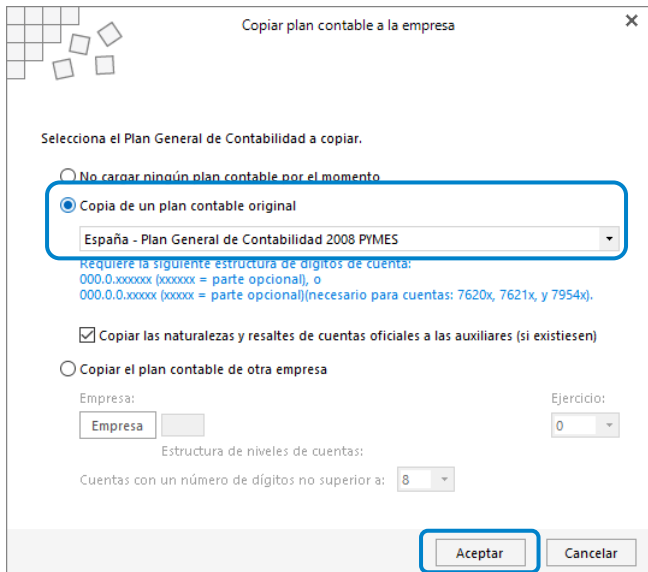 Copiar plan contable a la empresa
Selecciona el Plan General de Contabilidad a copiar.
No cargar ningún plan contable por el momento
Copia de un plan contable original
España - Plan General de Contabilidad 2008 PYMES
Requiere la siguiente estructura de dígitos de cuenta:
000.0.xxxxxx (xxxxxx = parte opcional), o
000.0.0.xxxxx (xxxxx = parte opcional)(necesario para cuentas: 7620x, 7621x, y 7954x).
Copiar las naturalezas y resaltes de cuentas oficiales a las auxiliares (si existiesen)
Copiar el plan contable de otra empresa
Empresa: Ejercicio:
Empresa 0
Estructura de niveles de cuentas:
Cuentas con un número de dígitos no superior a: 8
Aceptar Cancelar